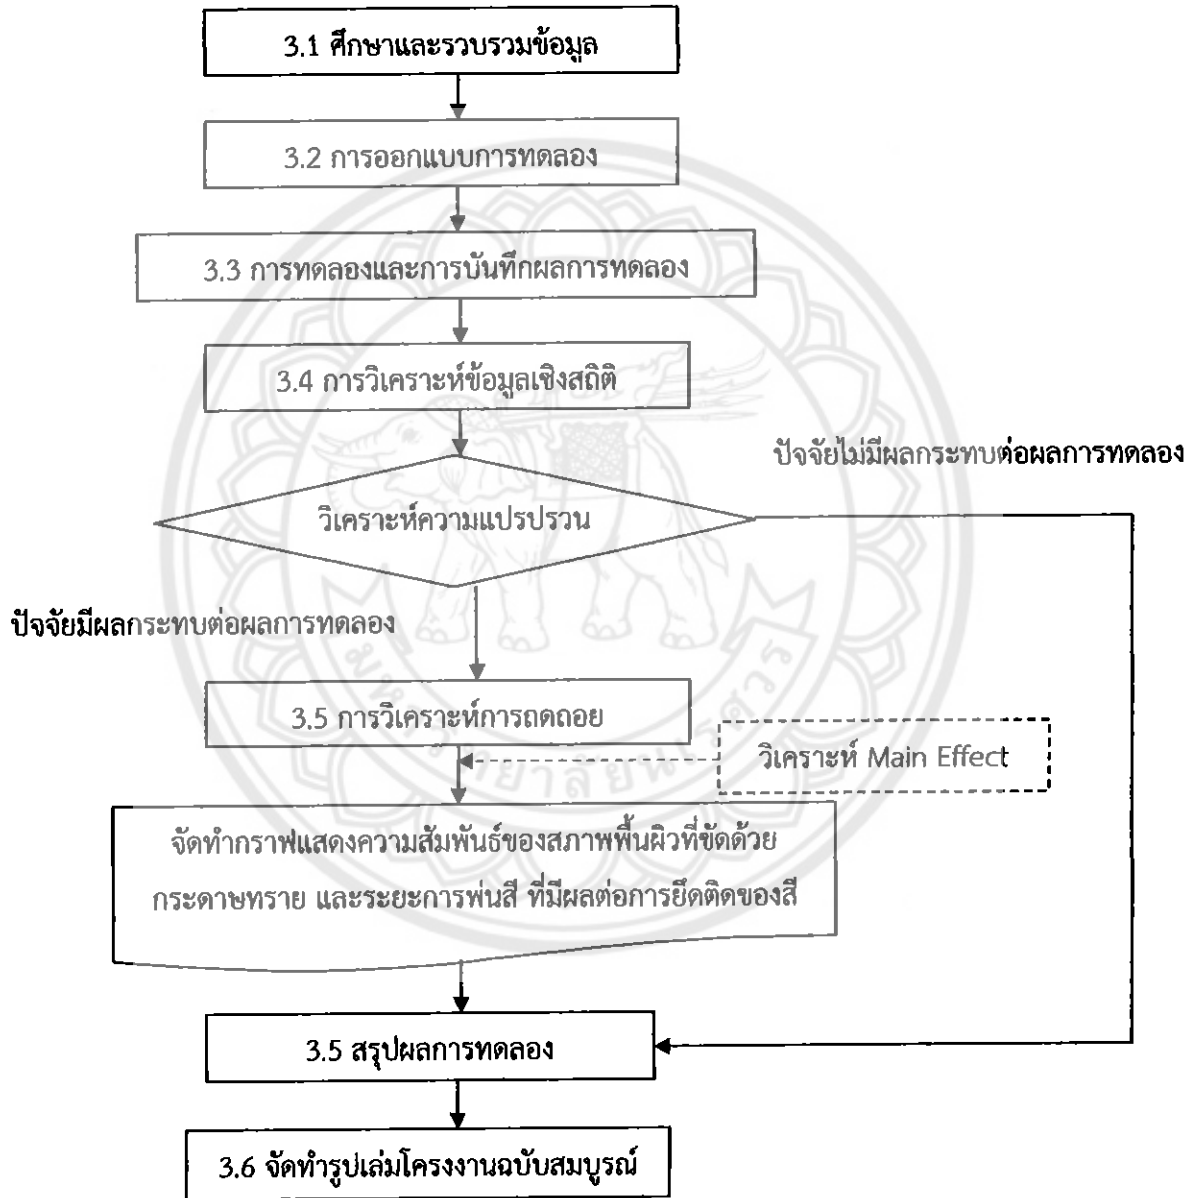 3.1 ศึกษาและรวบรวมข้อมูล
3.2 การออกแบบการทดลอง
3.3 การทดลองและการบันทึกผลการทดลอง
3.4 การวิเคราะห์ข้อมูลเชิงสถิติ
ปัจจัยไม่มีผลกระทบต่อผลการทดลอง
วิเคราะห์ความแปรปรวน
ปัจจัยมีผลกระทบต่อผลการทดลอง
3.5 การวิเคราะห์การถดถอย
วิเคราะห์ Main Effect
จัดทำกราฟแสดงความสัมพันธ์ของสภาพพื้นผิวที่ขัดด้วย
กระดาษทราย และระยะการพ่นสี ที่มีผลต่อการยึดติดของสี
3.5 สรุปผลการทดลอง
3.6 จัดทำรูปเล่มโครงงานฉบับสมบูรณ์
มหาวิทยาลัยนเรศวร